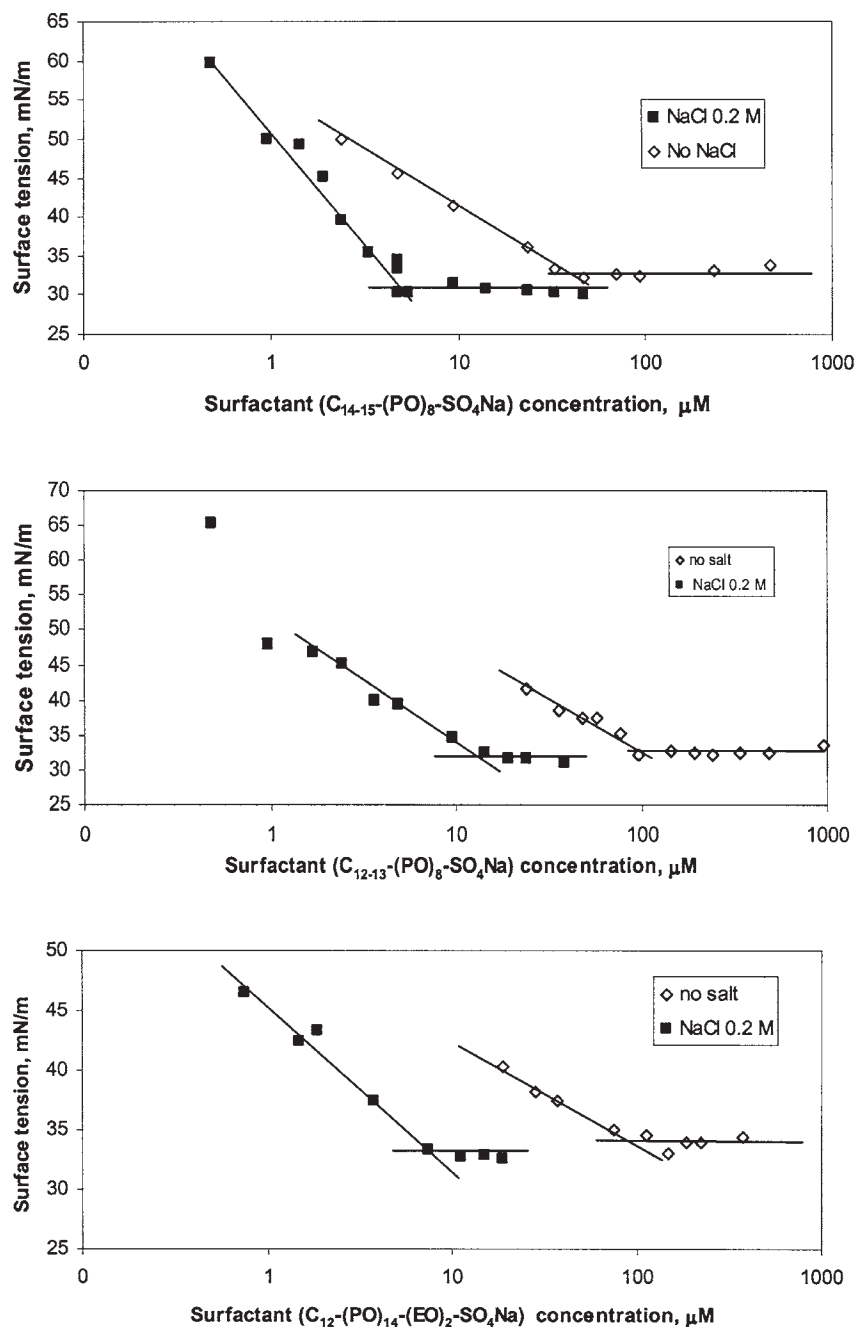 60
55
50
45
40
35
30
25
Surface tension, mN/m
NaCl 0.2 M
No NaCl
0 1 10 100 1000
Surfactant (C14-15-(PO)8-SO4Na) concentration, μM
70
65
60
55
50
45
40
35
30
25
Surface tension, mN/m
no salt
NaCl 0.2 M
0 1 10 100 1000
Surfactant (C12-13-(PO)8-SO4Na) concentration, μM
50
45
40
35
30
25
Surface tension, mN/m
no salt
NaCl 0.2 M
0 1 10 100 1000
Surfactant (C12-(PO)14-(EO)2-SO4Na) concentration, μM